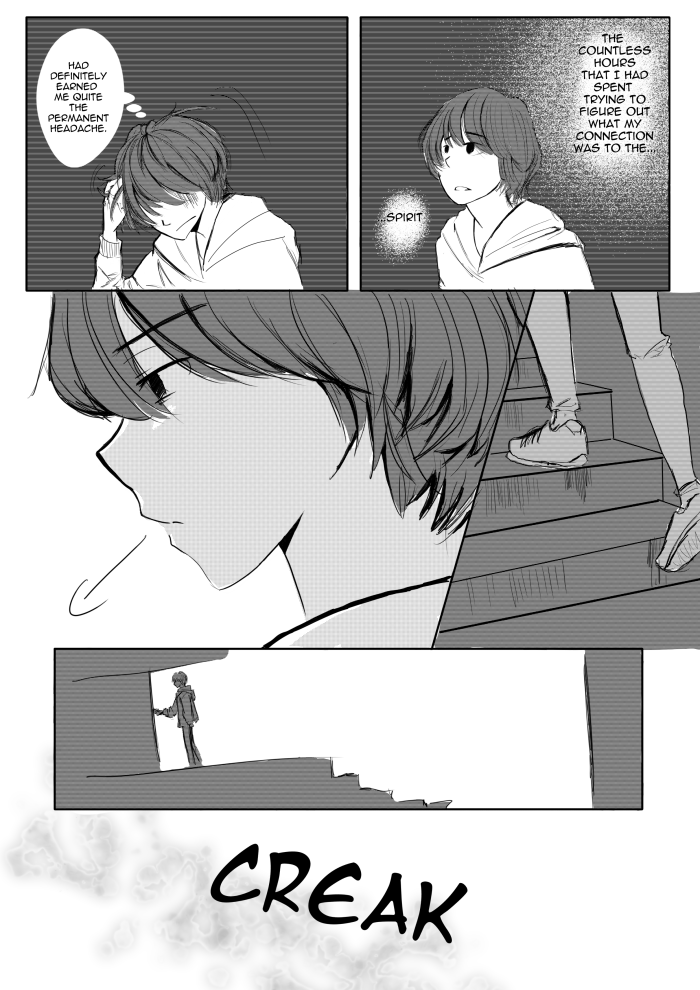 THE
COUNTLESS
HOURS
THAT I HAD
SPENT
TRYING TO
FIGURE OUT
WHAT MY
CONNECTION
WAS TO THE...
..SPIRIT
HAD
DEFINITELY
EARNED
ME QUITE
THE
PERMANENT
HEADACHE.
CREAK